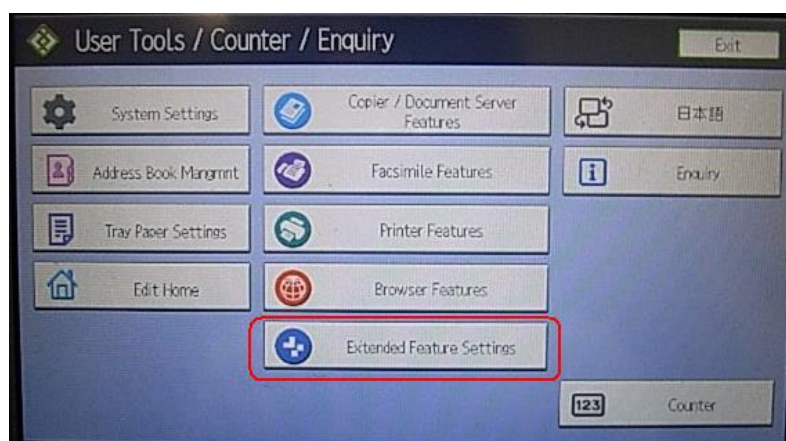 User Tools / Counter / Enquiry
Exit
System Settings
Copier / Document Server
Features
日本語
Address Book Mangmnt
Facsimile Features
Enquiry
Tray Paper Settings
Printer Features
Edit Home
Browser Features
Extended Feature Settings
123
Counter